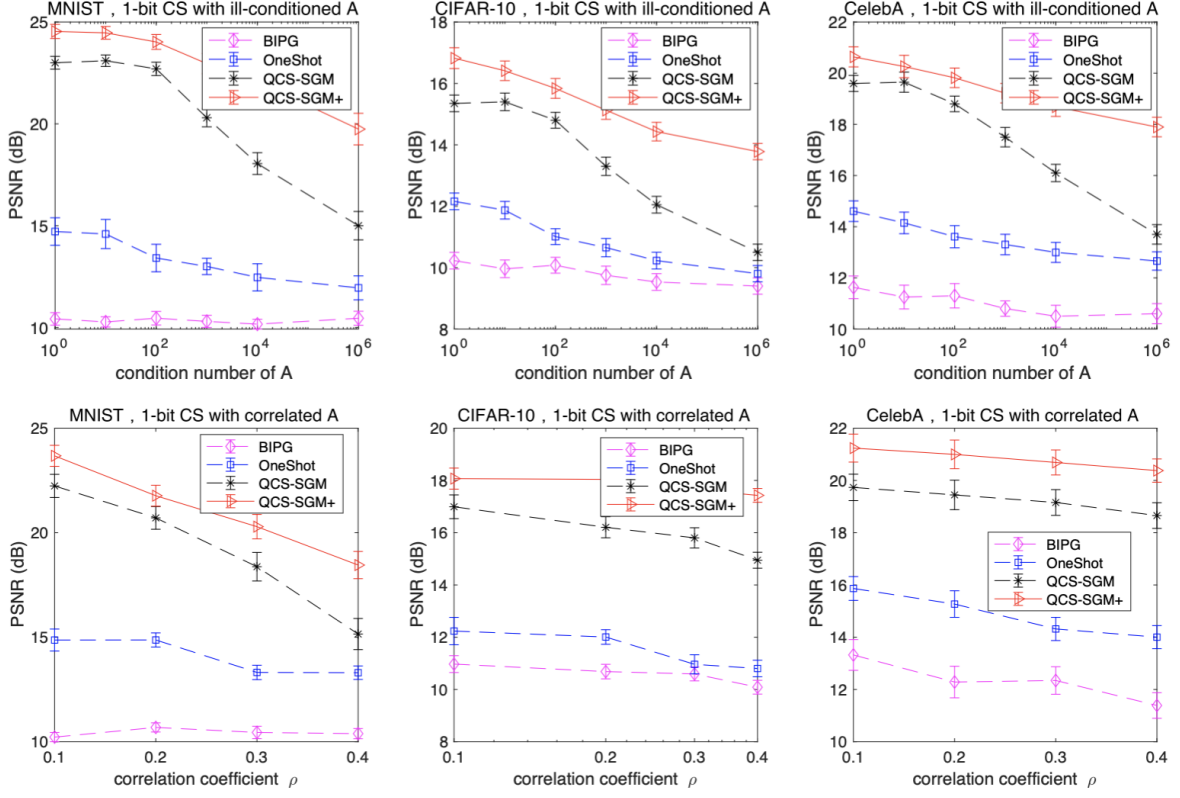 MNIST , 1-bit CS with ill-conditioned A
25
20
15
10
PSNR (dB)
BIPG
OneShot
QCS-SGM
QCS-SGM+
10^0 10^2 10^4 10^6
condition number of A
CIFAR-10 , 1-bit CS with ill-conditioned A
18
16
14
12
10
8
PSNR (dB)
BIPG
OneShot
QCS-SGM
QCS-SGM+
10^0 10^2 10^4 10^6
condition number of A
CelebA , 1-bit CS with ill-conditioned A
22
20
18
16
14
12
10
PSNR (dB)
BIPG
OneShot
QCS-SGM
QCS-SGM+
10^0 10^2 10^4 10^6
condition number of A
MNIST , 1-bit CS with correlated A
25
20
15
10
PSNR (dB)
BIPG
OneShot
QCS-SGM
QCS-SGM+
0.1 0.2 0.3 0.4
correlation coefficient ρ
CIFAR-10 , 1-bit CS with correlated A
20
18
16
14
12
10
8
PSNR (dB)
BIPG
OneShot
QCS-SGM
QCS-SGM+
0.1 0.2 0.3 0.4
correlation coefficient ρ
CelebA , 1-bit CS with correlated A
22
20
18
16
14
12
10
PSNR (dB)
BIPG
OneShot
QCS-SGM
QCS-SGM+
0.1 0.2 0.3 0.4
correlation coefficient ρ